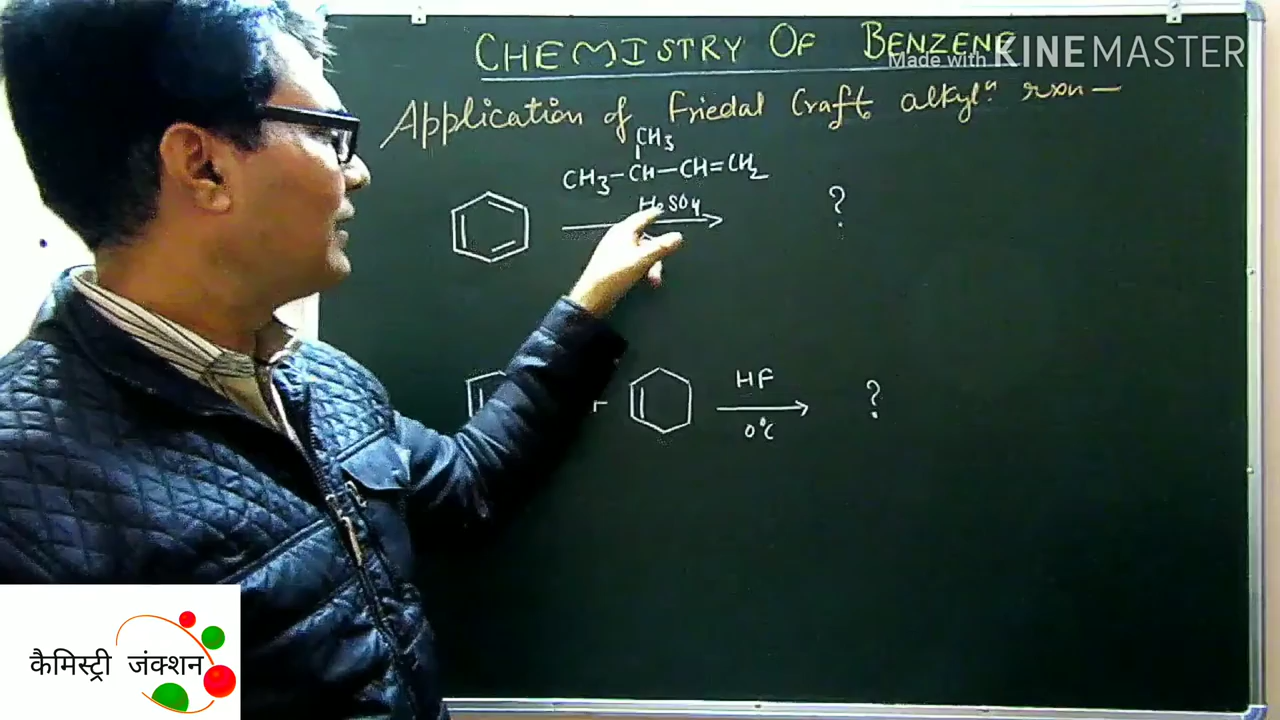 CHEMISTRY OF BENZENE
Made with KINEMASTER
Application of Friedal Craft alkylⁿ rxn —
CH3
CH3-CH-CH=CH2
H2SO4
?
HF
0°C
?
कैमिस्ट्री जंक्शन